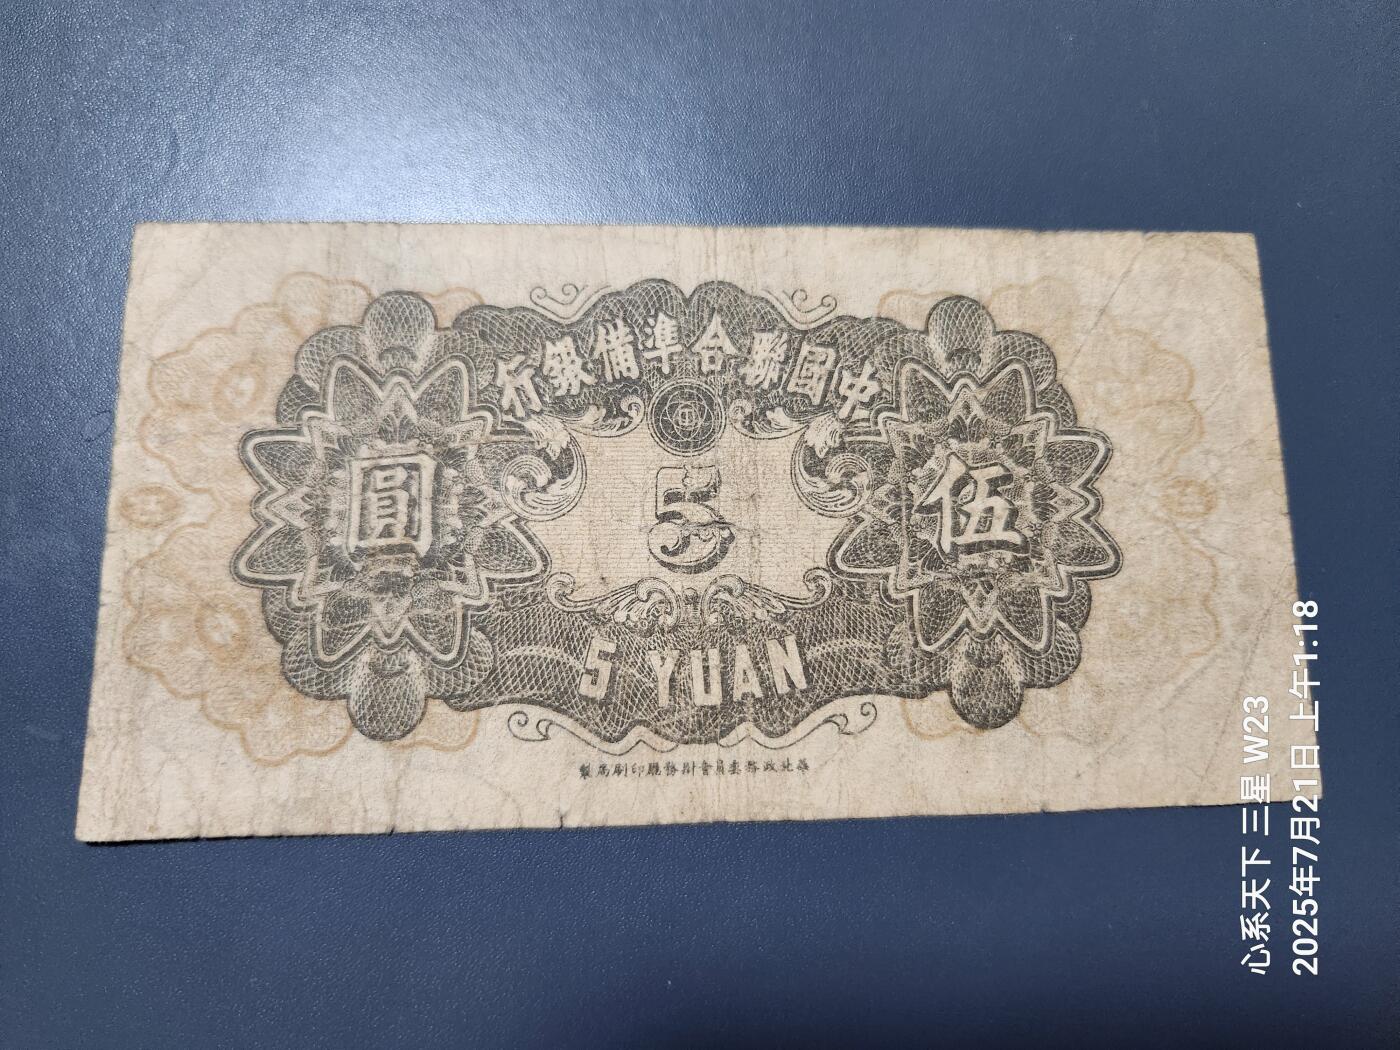 中國聯合準備銀行
伍
圓
5
5 YUAN
華北政務委員會財務廳印刷局製
心系天下 三星 W23
2025年7月21日 上午1:18